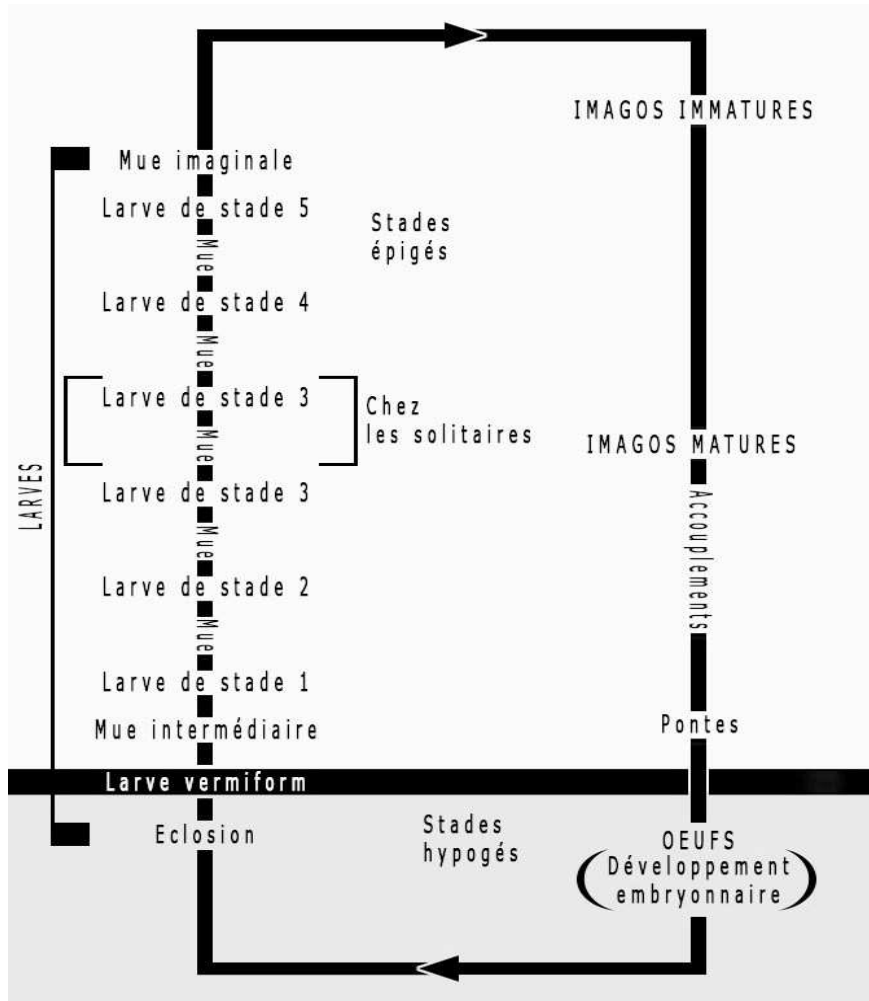 IMAGOS IMMATURES
Mue imaginale
Larve de stade 5
Stades
épigés
Mue
Larve de stade 4
Mue
Larve de stade 3
Chez
les solitaires
Mue
IMAGOS MATURES
LARVES
Larve de stade 3
Accouplements
Mue
Larve de stade 2
Mue
Larve de stade 1
Mue intermédiaire
Pontes
Larve vermiform
Eclosion
Stades
hypogés
OEUFS
(Développement
embryonnaire)